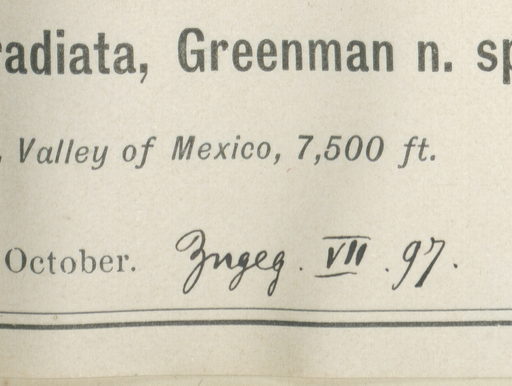 radiata, Greenman n. sp
. Valley of Mexico, 7,500 ft.
October. Zugeg. VII. 97.